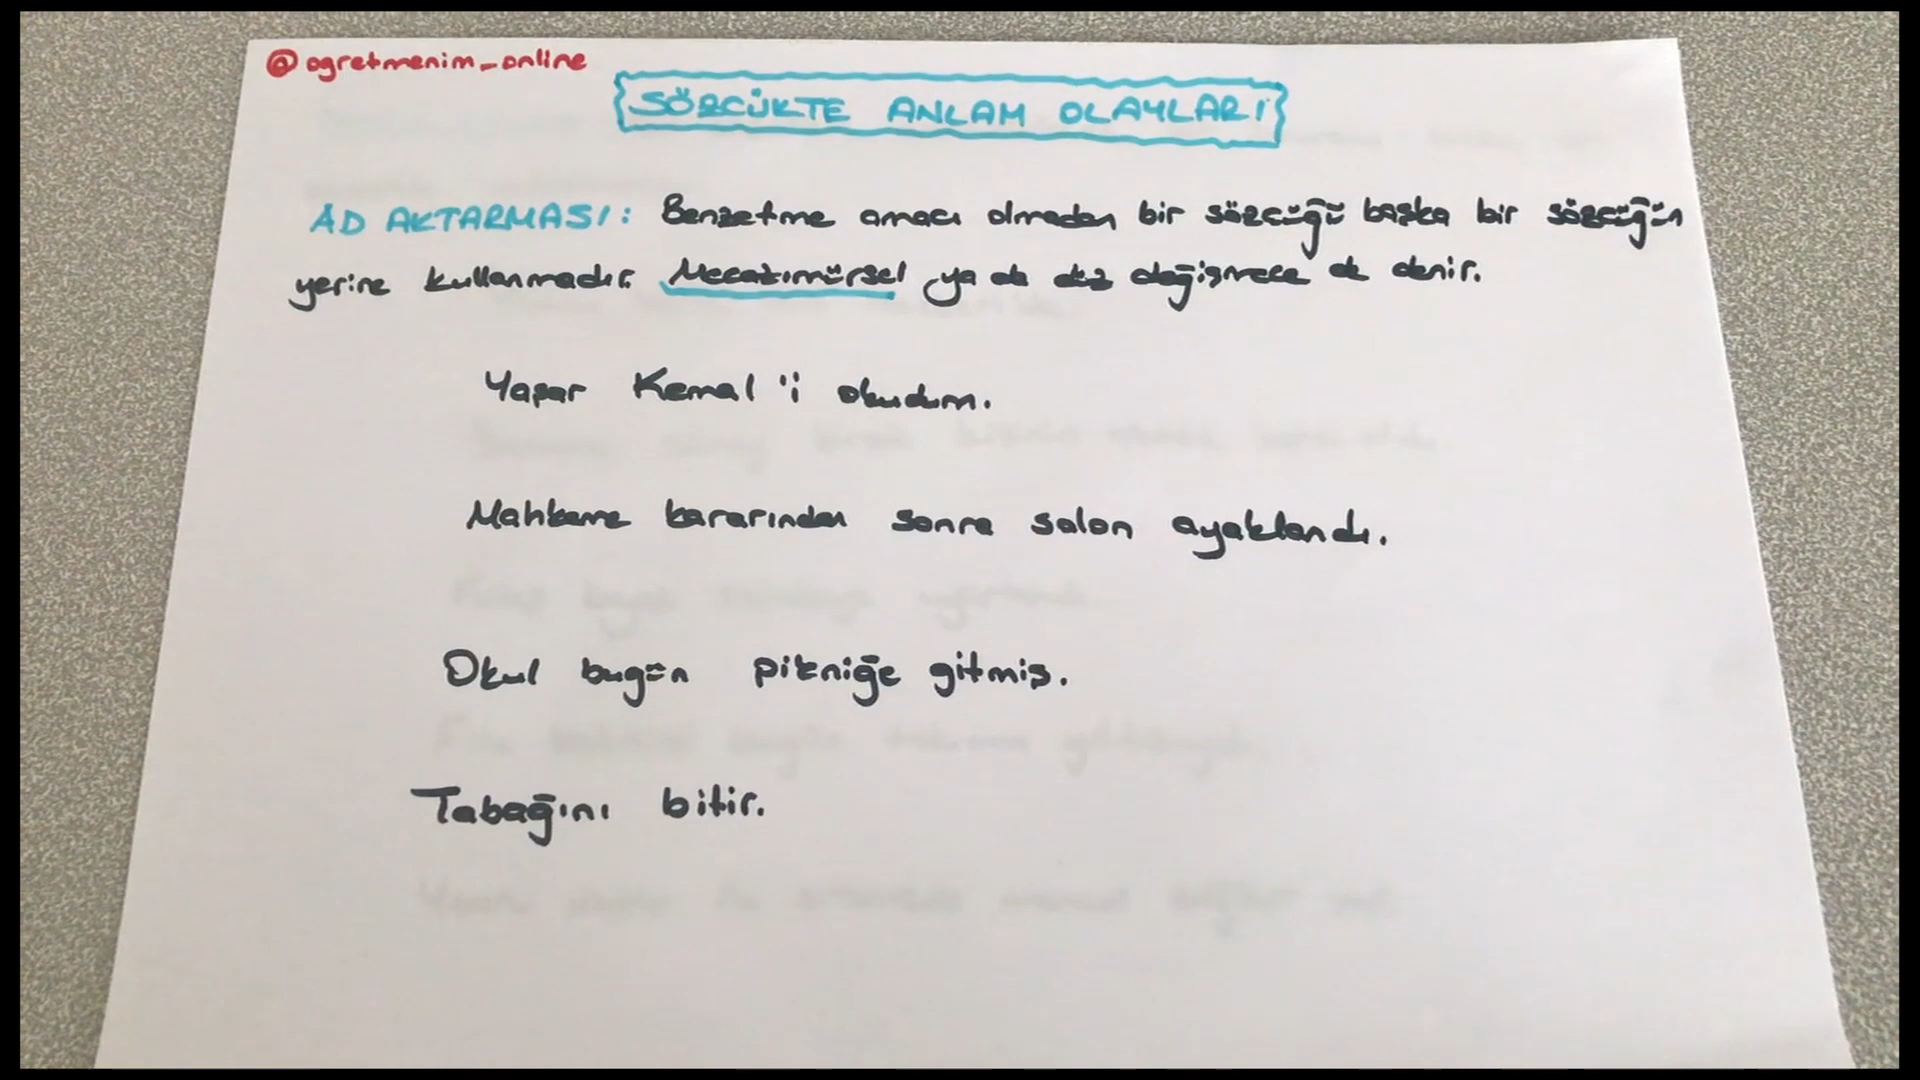 @ogretmenim_online
SÖZCÜKTE ANLAM OLAYLARI
AD AKTARMASI: Benzetme amacı olmadan bir sözcüğü başka bir sözcüğün
yerine kullanmadır. Mecazımürsel ya da düz değişmece de denir.
Yaşar Kemal'i okudum.
Mahkeme kararından sonra salon ayaklandı.
Okul bugün pikniğe gitmiş.
Tabağını bitir.